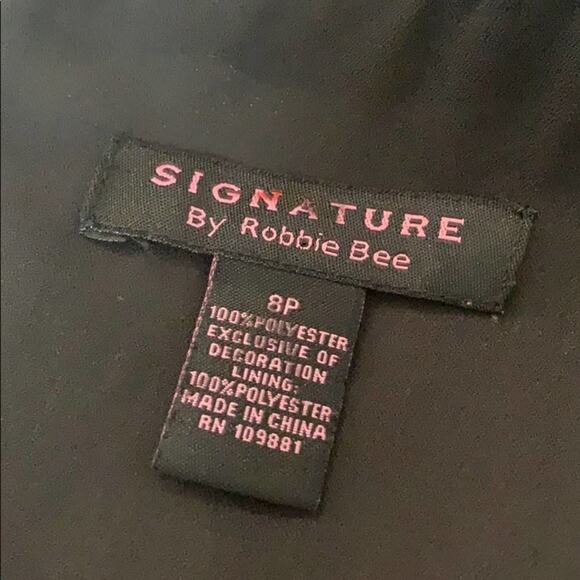 SIGNATURE
By Robbie Bee
8P
100%POLYESTER
EXCLUSIVE OF
DECORATION
LINING:
100%POLYESTER
MADE IN CHINA
RN 109881